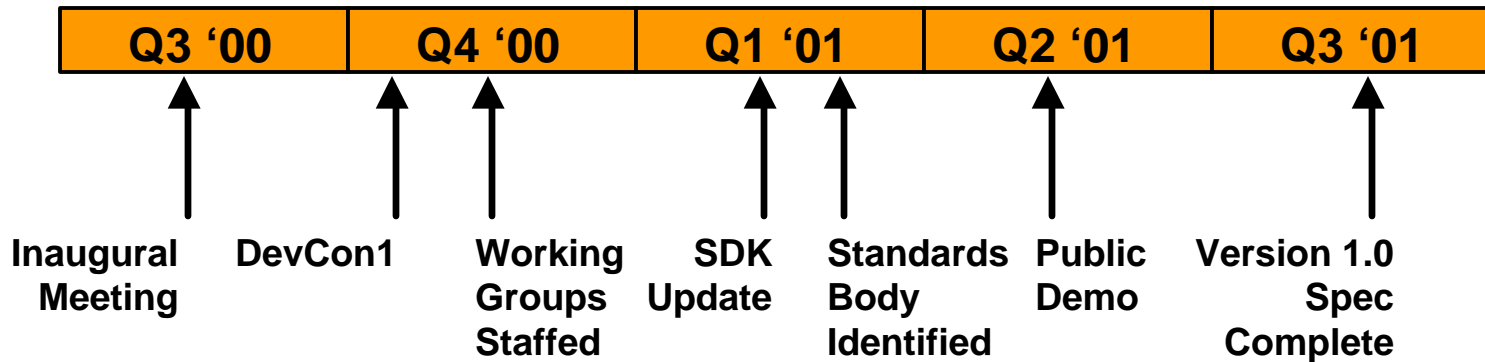 Q3 ‘00 Q4 ‘00 Q1 ‘01 Q2 ‘01 Q3 ‘01
Inaugural
Meeting
DevCon1
Working
Groups
Staffed
SDK
Update
Standards
Body
Identified
Public
Demo
Version 1.0
Spec
Complete